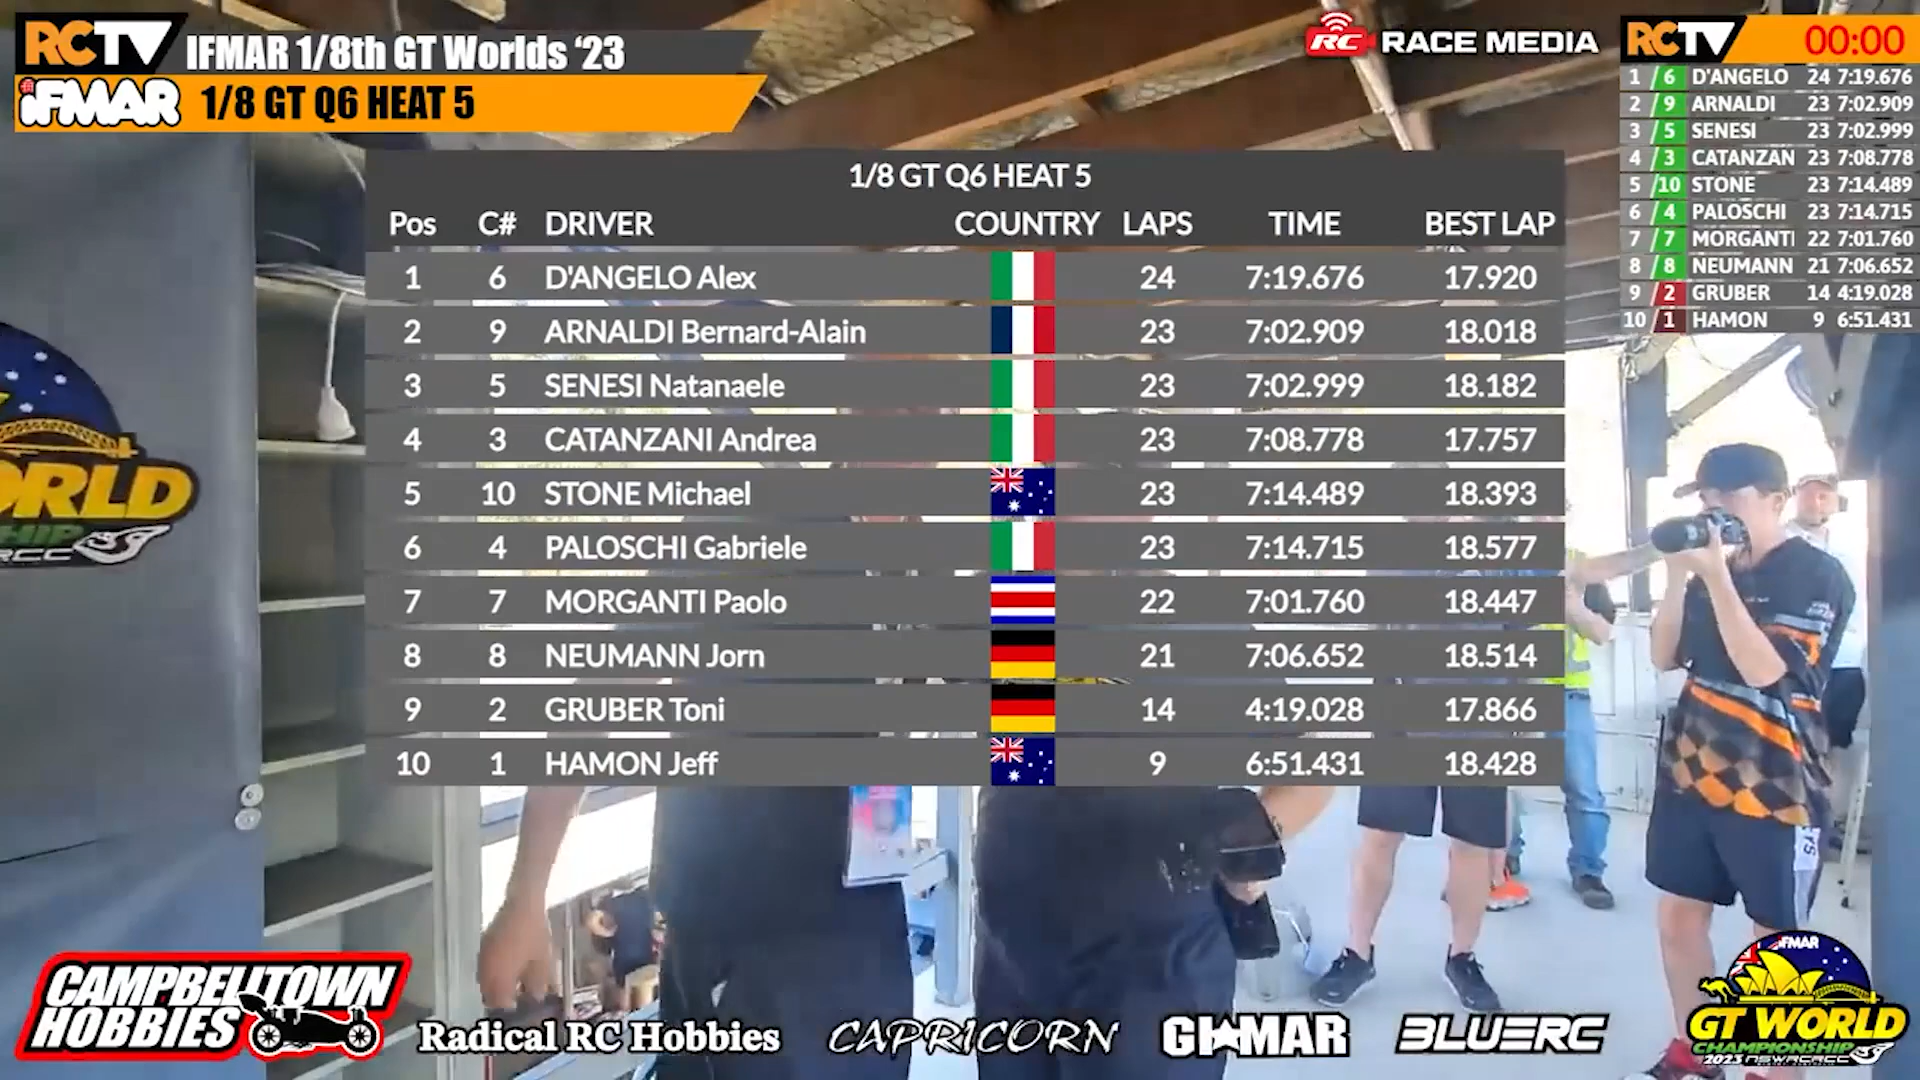 RCTV
IFMAR 1/8th GT Worlds ‘23
iFMAR
1/8 GT Q6 HEAT 5
RC RACE MEDIA
RCTV 00:00
1 / 6 D'ANGELO 24 7:19.676
2 / 9 ARNALDI 23 7:02.909
3 / 5 SENESI 23 7:02.999
4 / 3 CATANZAN 23 7:08.778
5 /10 STONE 23 7:14.489
6 / 4 PALOSCHI 23 7:14.715
7 / 7 MORGANTI 22 7:01.760
8 / 8 NEUMANN 21 7:06.652
9 / 2 GRUBER 14 4:19.028
10 / 1 HAMON 9 6:51.431
1/8 GT Q6 HEAT 5
Pos C# DRIVER COUNTRY LAPS TIME BEST LAP
1 6 D'ANGELO Alex 24 7:19.676 17.920
2 9 ARNALDI Bernard-Alain 23 7:02.909 18.018
3 5 SENESI Natanaele 23 7:02.999 18.182
4 3 CATANZANI Andrea 23 7:08.778 17.757
5 10 STONE Michael 23 7:14.489 18.393
6 4 PALOSCHI Gabriele 23 7:14.715 18.577
7 7 MORGANTI Paolo 22 7:01.760 18.447
8 8 NEUMANN Jorn 21 7:06.652 18.514
9 2 GRUBER Toni 14 4:19.028 17.866
10 1 HAMON Jeff 9 6:51.431 18.428
ORLD
HIP
RCC
CAMPBELLTOWN
HOBBIES
Radical RC Hobbies
CAPRICORN
GIMAR
BLUERC
iFMAR
GT WORLD
CHAMPIONSHIP
2023 NSWRCRCC